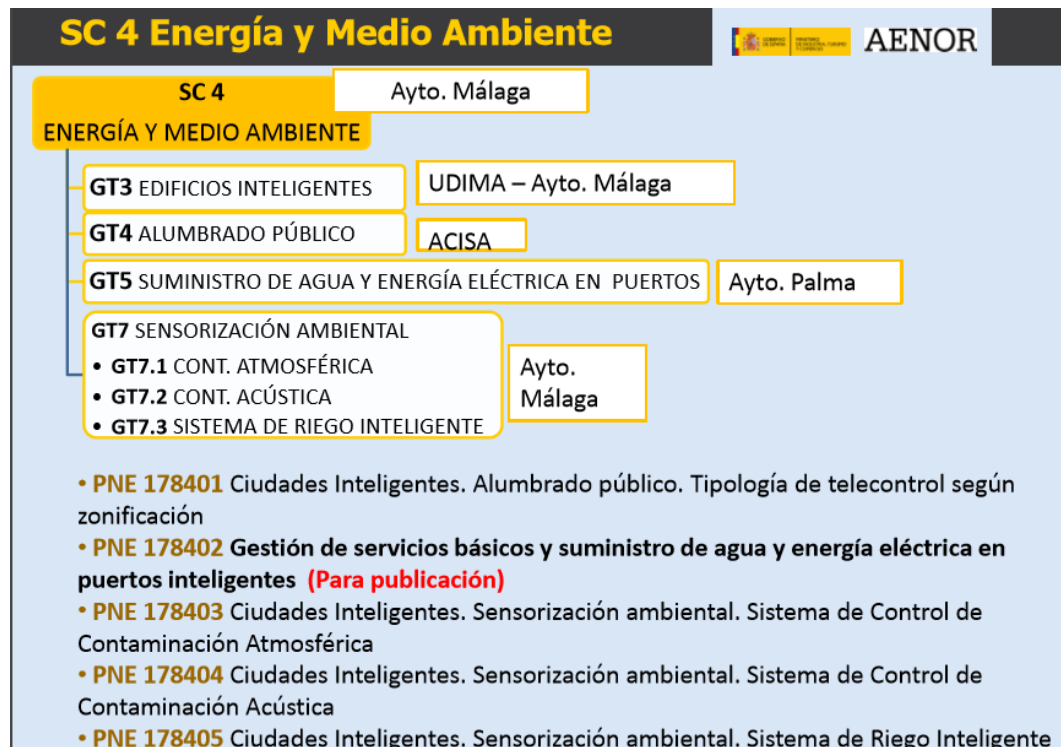 SC 4 Energía y Medio Ambiente
AENOR
SC 4
Ayto. Málaga
ENERGÍA Y MEDIO AMBIENTE
GT3 EDIFICIOS INTELIGENTES
UDIMA – Ayto. Málaga
GT4 ALUMBRADO PÚBLICO
ACISA
GT5 SUMINISTRO DE AGUA Y ENERGÍA ELÉCTRICA EN PUERTOS
Ayto. Palma
GT7 SENSORIZACIÓN AMBIENTAL
• GT7.1 CONT. ATMOSFÉRICA
• GT7.2 CONT. ACÚSTICA
• GT7.3 SISTEMA DE RIEGO INTELIGENTE
Ayto.
Málaga
• PNE 178401 Ciudades Inteligentes. Alumbrado público. Tipología de telecontrol según
zonificación
• PNE 178402 Gestión de servicios básicos y suministro de agua y energía eléctrica en
puertos inteligentes (Para publicación)
• PNE 178403 Ciudades Inteligentes. Sensorización ambiental. Sistema de Control de
Contaminación Atmosférica
• PNE 178404 Ciudades Inteligentes. Sensorización ambiental. Sistema de Control de
Contaminación Acústica
• PNE 178405 Ciudades Inteligentes. Sensorización ambiental. Sistema de Riego Inteligente